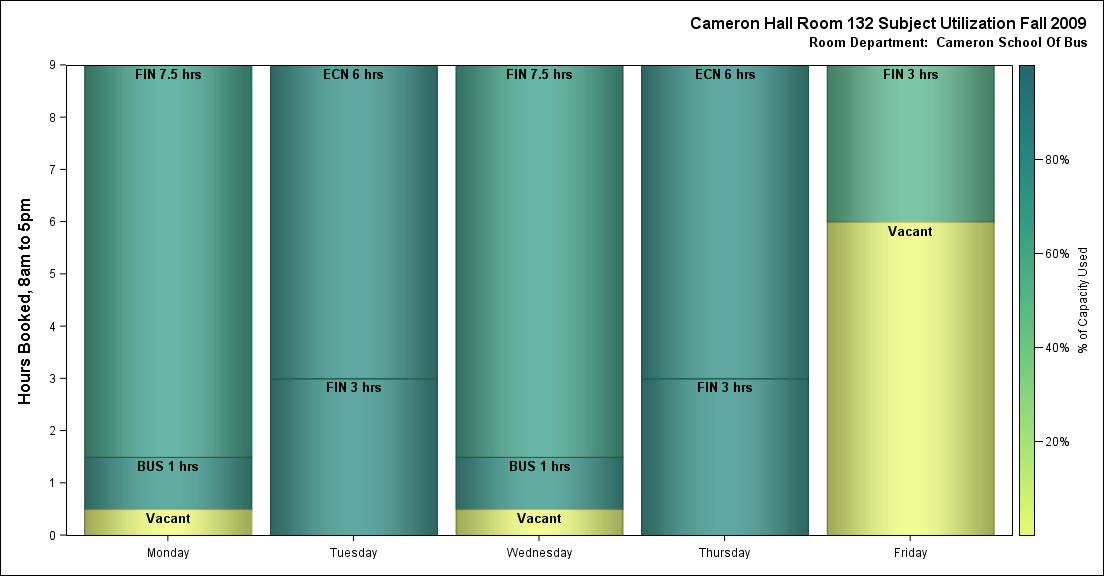 Cameron Hall Room 132 Subject Utilization Fall 2009
Room Department:  Cameron School Of Bus
Hours Booked, 8am to 5pm
9
8
7
6
5
4
3
2
1
0
FIN 7.5 hrs
BUS 1 hrs
Vacant
Monday
ECN 6 hrs
FIN 3 hrs
Tuesday
FIN 7.5 hrs
BUS 1 hrs
Vacant
Wednesday
ECN 6 hrs
FIN 3 hrs
Thursday
FIN 3 hrs
Vacant
Friday
80%
60%
40%
20%
% of Capacity Used